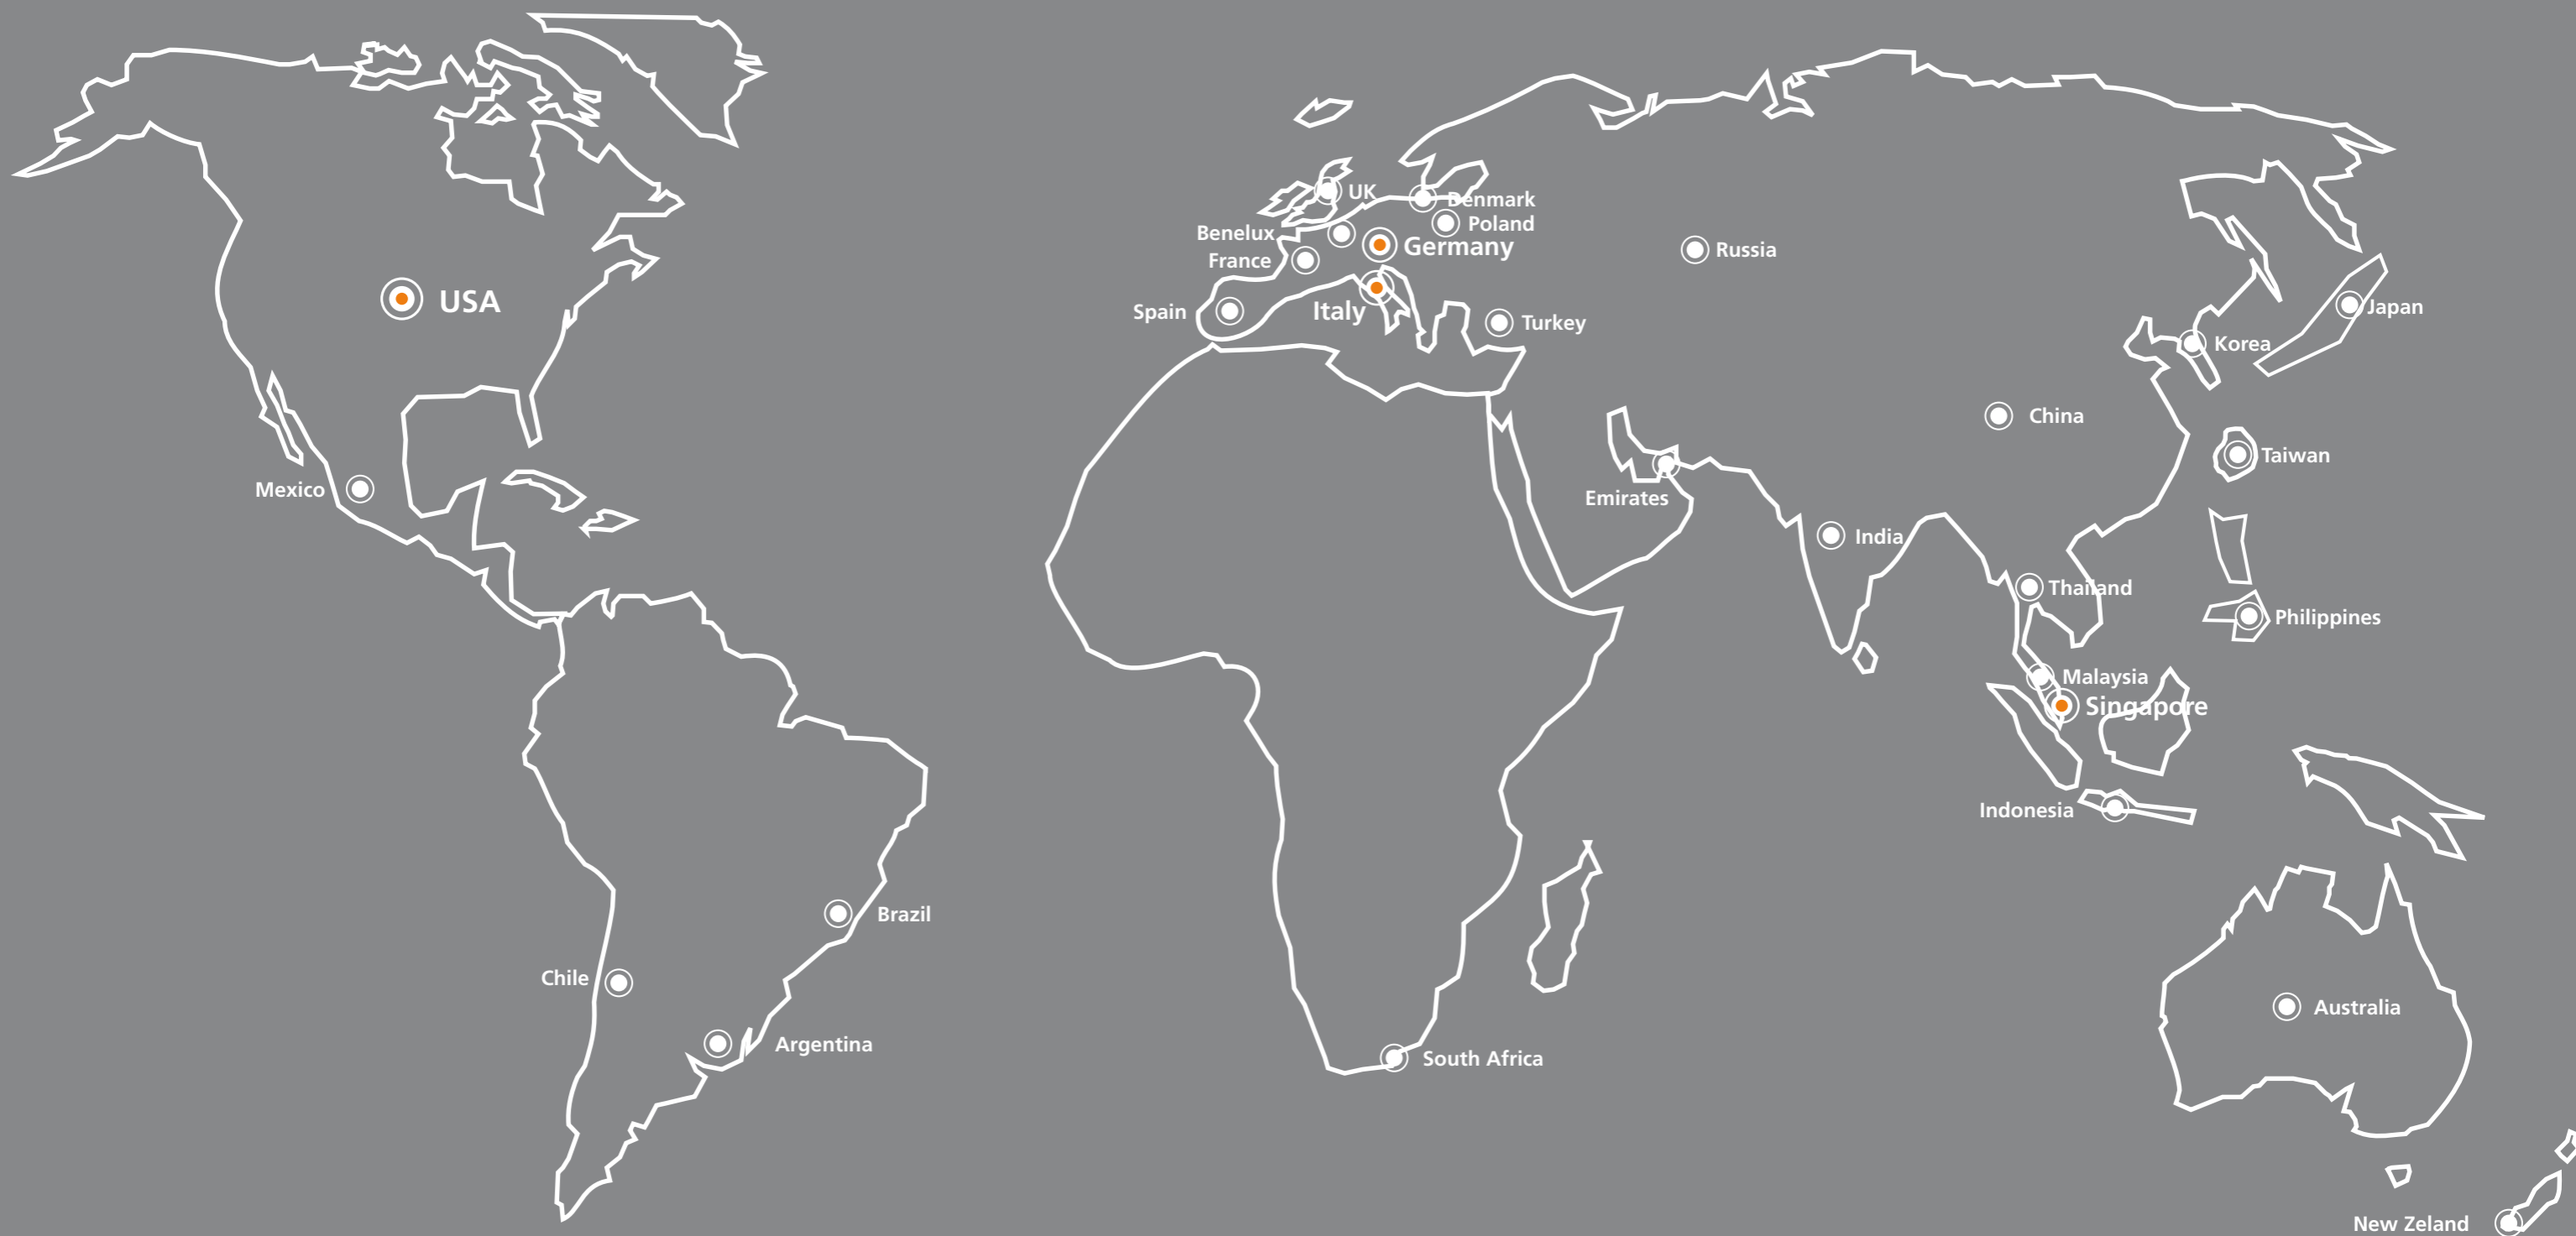 UK
Denmark
Poland
Benelux
Germany
Russia
France
USA
Spain
Italy
Japan
Turkey
Korea
China
Taiwan
Mexico
Emirates
India
Thailand
Philippines
Malaysia
Singapore
Indonesia
Brazil
Chile
Australia
Argentina
South Africa
New Zeland